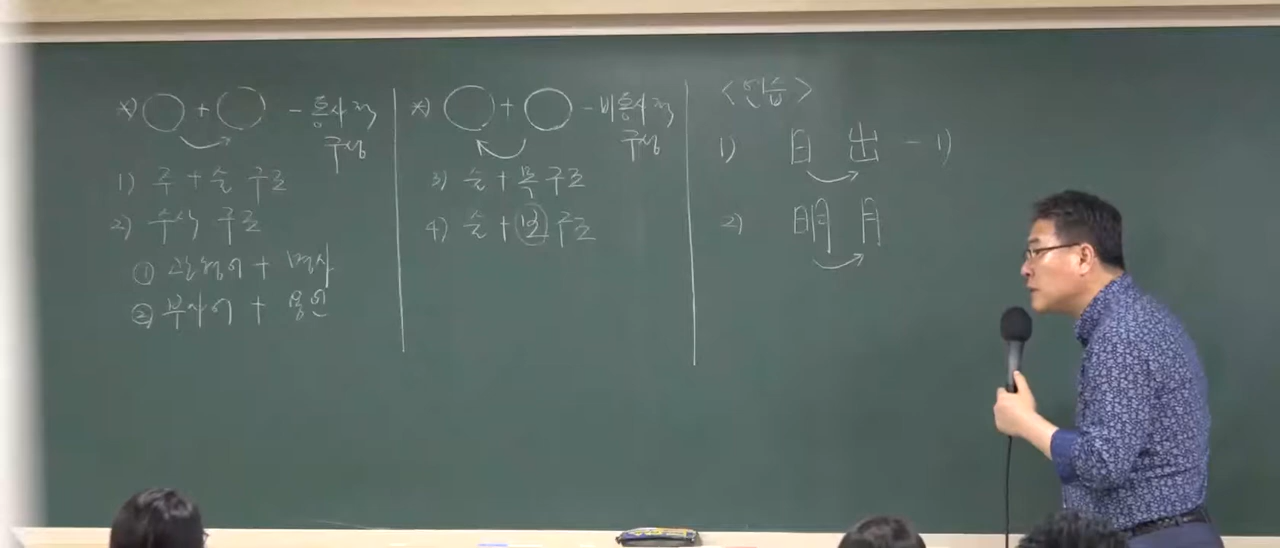 *) ○ + ○ - 통사적
구성
1) 주 + 술 구조
2) 수식 구조
① 관형어 + 명사
② 부사어 + 용언
*) ○ + ○ - 비통사적
구성
3) 술 + 목 구조
4) 술 + 보 구조
<연습>
1) 日 出 - 1)
2) 明 月